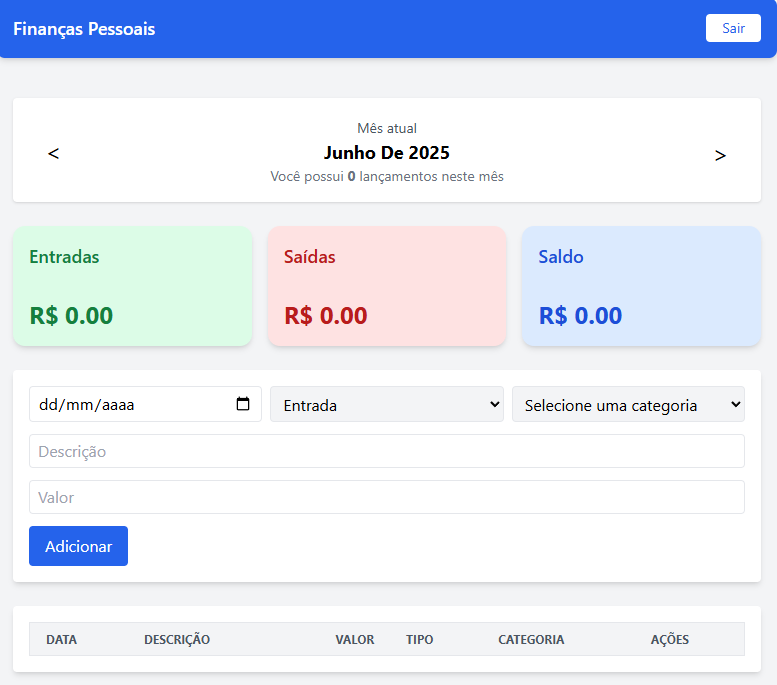 Finanças Pessoais
Sair
Mês atual
< Junho De 2025 >
Você possui 0 lançamentos neste mês
Entradas Saídas Saldo
R$ 0.00 R$ 0.00 R$ 0.00
dd/mm/aaaa Entrada Selecione uma categoria
Descrição
Valor
Adicionar
DATA DESCRIÇÃO VALOR TIPO CATEGORIA AÇÕES